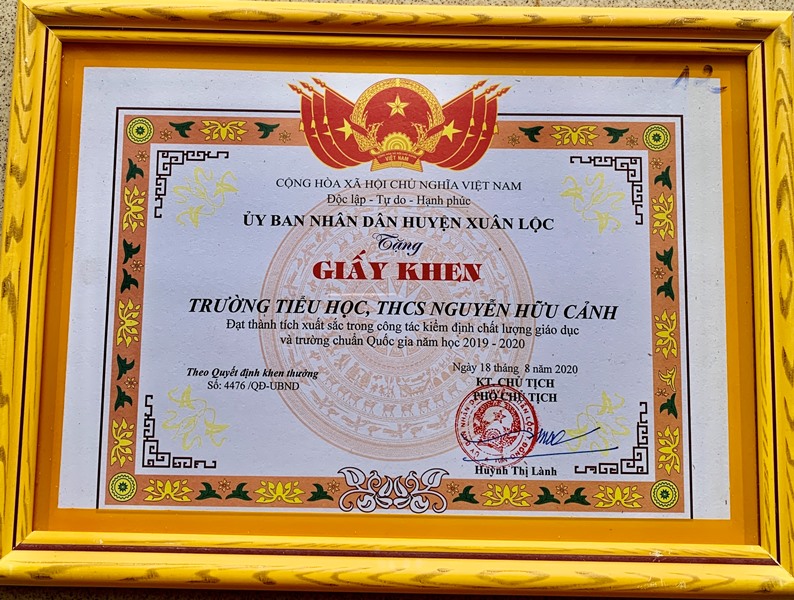 12
VIỆT NAM
CỘNG HÒA XÃ HỘI CHỦ NGHĨA VIỆT NAM
Độc lập - Tự do - Hạnh phúc
ỦY BAN NHÂN DÂN HUYỆN XUÂN LỘC
Tặng
GIẤY KHEN
TRƯỜNG TIỂU HỌC, THCS NGUYỄN HỮU CẢNH
Đạt thành tích xuất sắc trong công tác kiểm định chất lượng giáo dục
và trường chuẩn Quốc gia năm học 2019 - 2020
Theo Quyết định khen thưởng
Số: 4476 /QĐ-UBND
Ngày 18 tháng 8 năm 2020
KT. CHỦ TỊCH
PHÓ CHỦ TỊCH
Huỳnh Thị Lành